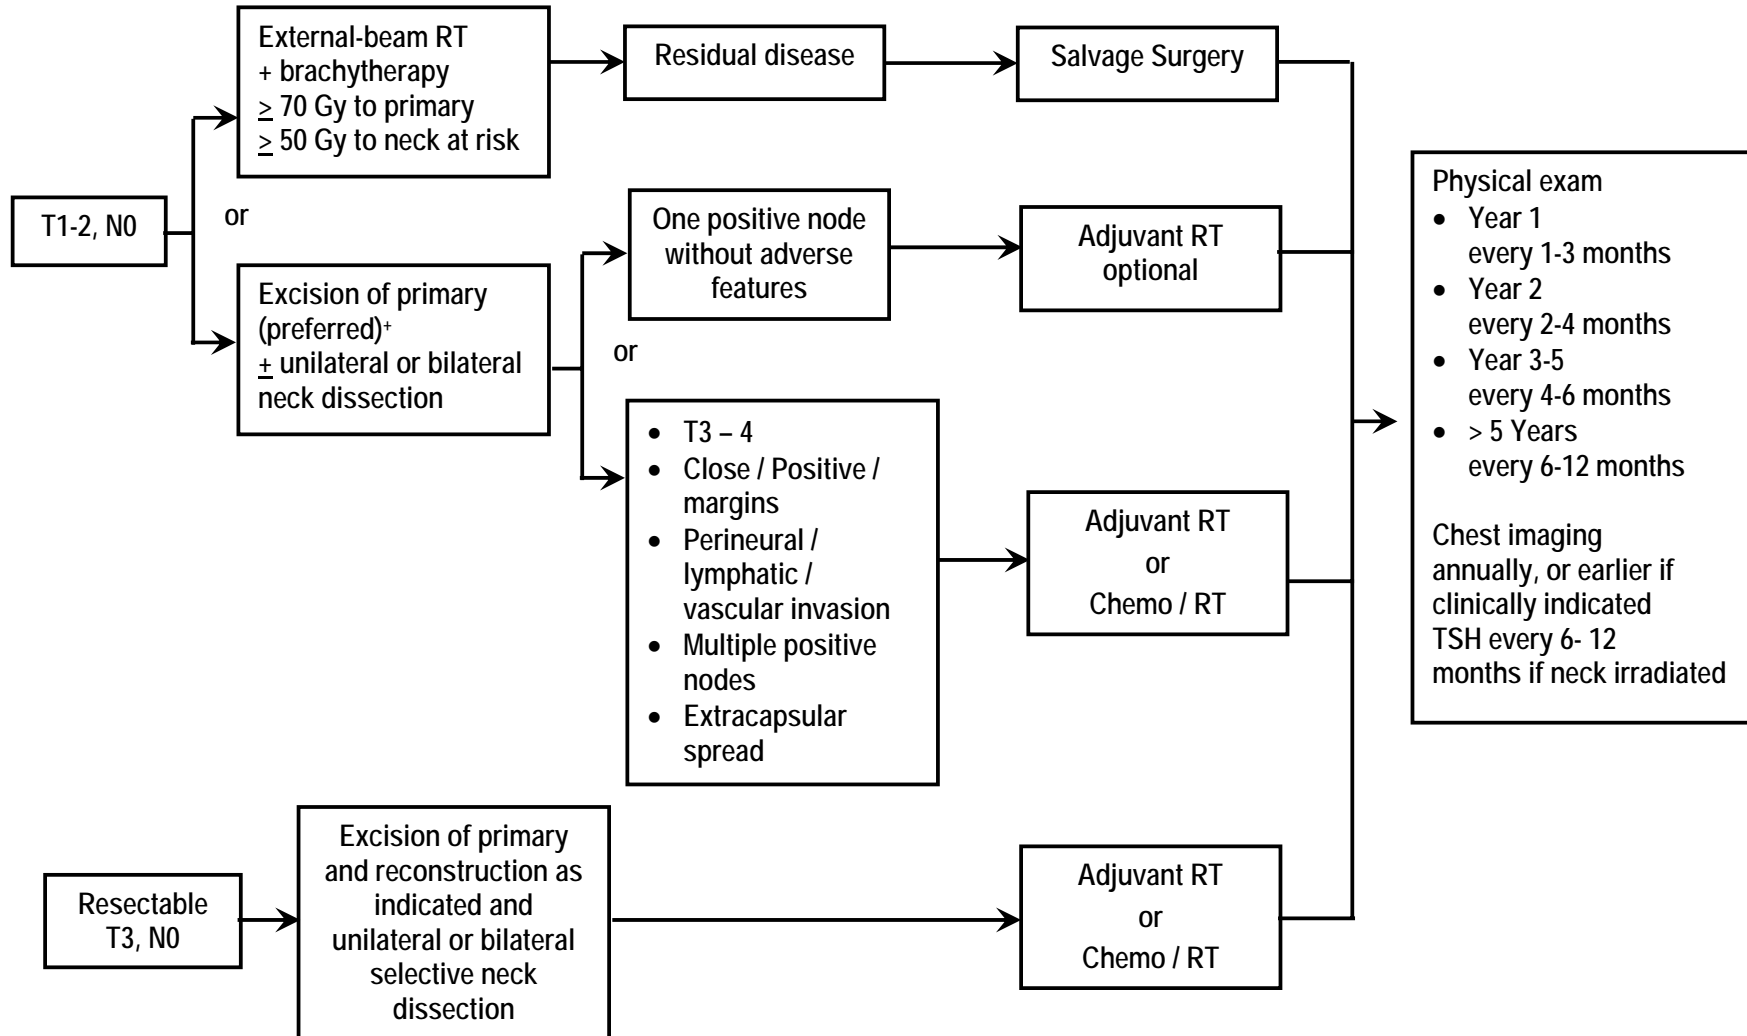 External-beam RT
+ brachytherapy
≥ 70 Gy to primary
≥ 50 Gy to neck at risk
Residual disease
Salvage Surgery
T1-2, N0
or
Excision of primary
(preferred)+
± unilateral or bilateral
neck dissection
One positive node
without adverse
features
Adjuvant RT
optional
or
• T3 – 4
• Close / Positive /
margins
• Perineural /
lymphatic /
vascular invasion
• Multiple positive
nodes
• Extracapsular
spread
Adjuvant RT
or
Chemo / RT
Resectable
T3, N0
Excision of primary
and reconstruction as
indicated and
unilateral or bilateral
selective neck
dissection
Adjuvant RT
or
Chemo / RT
Physical exam
• Year 1
every 1-3 months
• Year 2
every 2-4 months
• Year 3-5
every 4-6 months
• > 5 Years
every 6-12 months
Chest imaging
annually, or earlier if
clinically indicated
TSH every 6- 12
months if neck irradiated